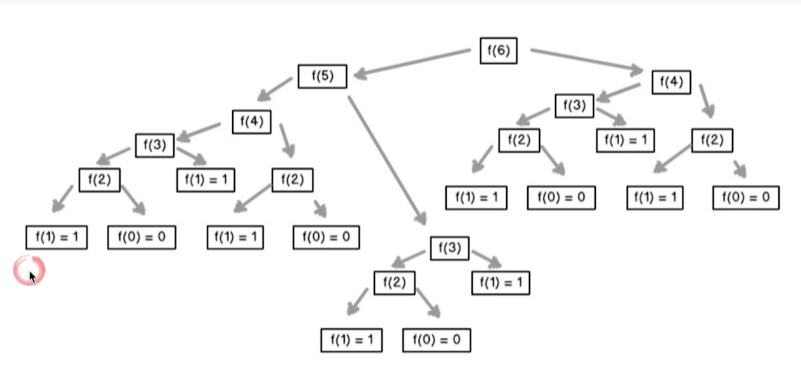 f(6)
f(5)
f(4)
f(3)
f(4)
f(3)
f(2)
f(1) = 1
f(2)
f(2)
f(1) = 1
f(2)
f(1) = 1
f(0) = 0
f(1) = 1
f(0) = 0
f(1) = 1
f(0) = 0
f(1) = 1
f(0) = 0
f(3)
f(2)
f(1) = 1
f(1) = 1
f(0) = 0